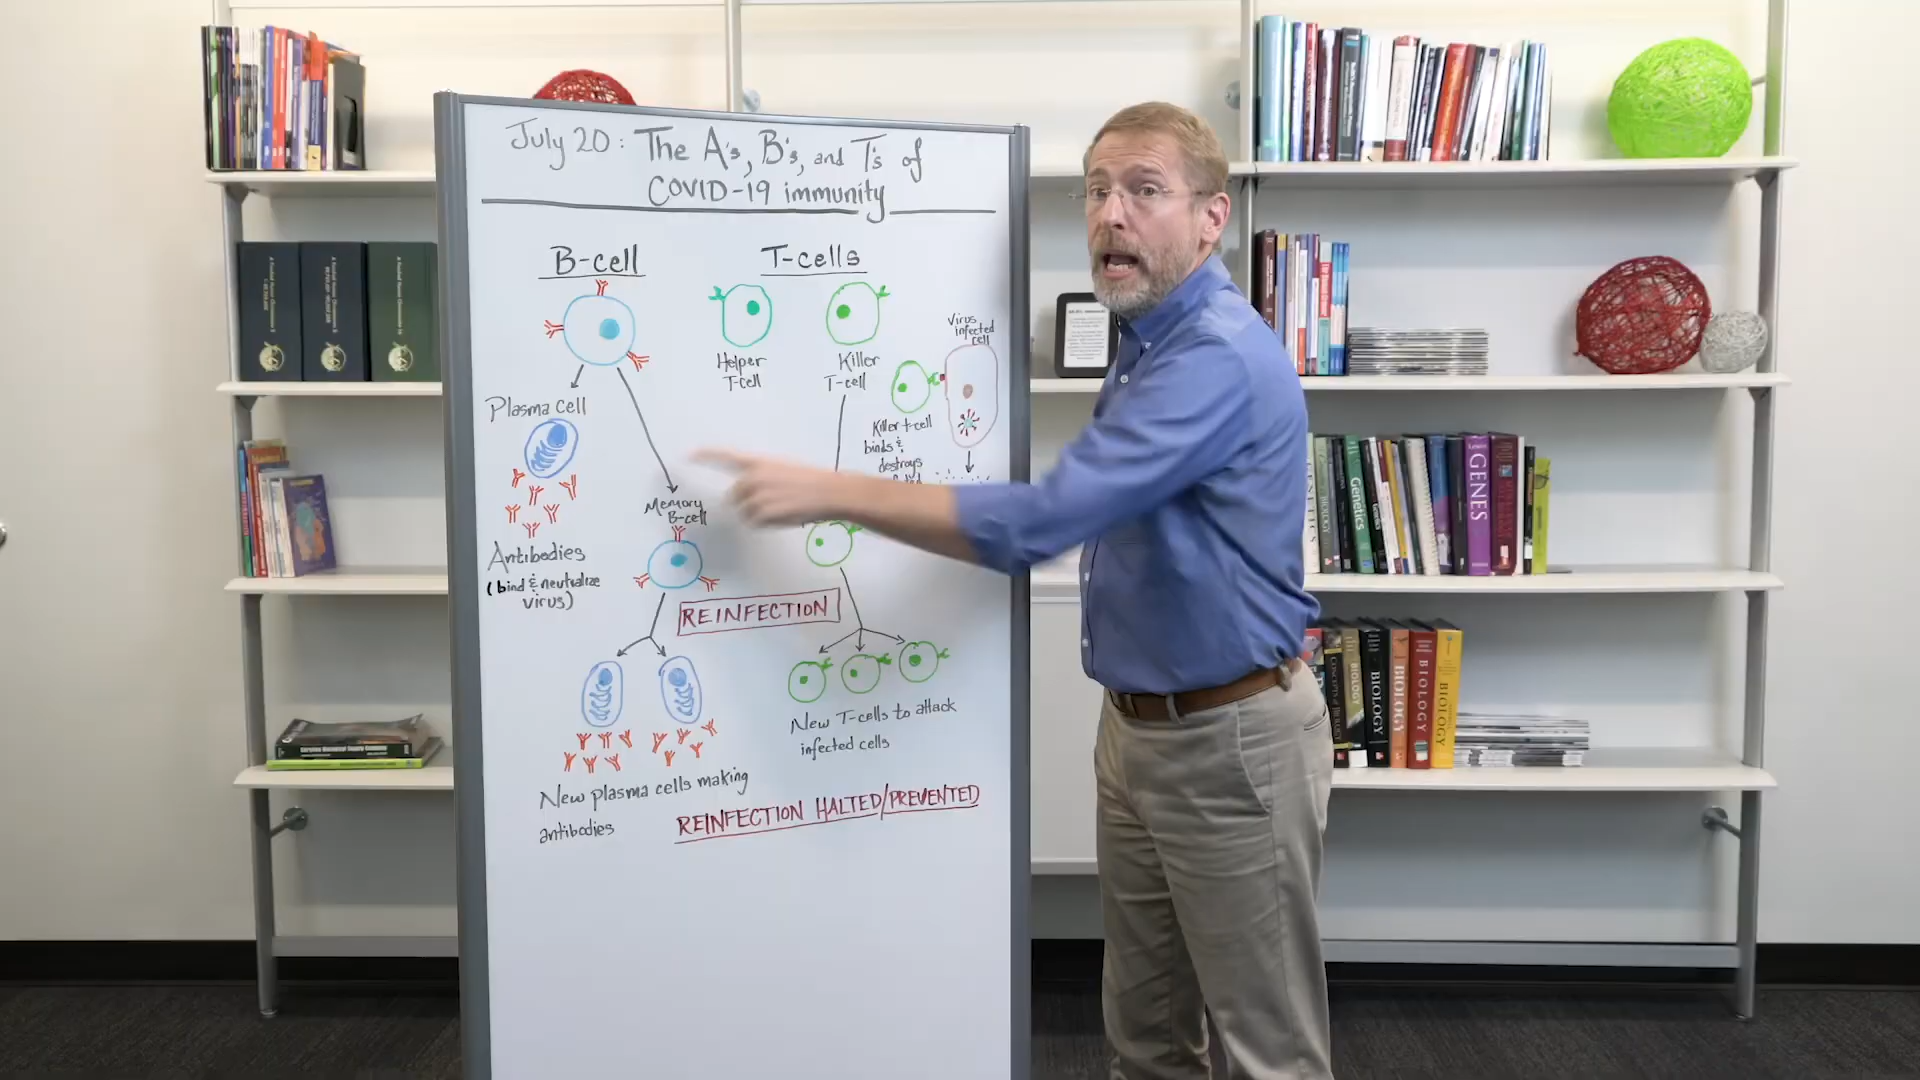 July 20: The A's, B's, and T's of
COVID-19 immunity
B-cell
T-cells
Helper
T-cell
Killer
T-cell
Virus
infected
cell
Killer t-cell
binds &
destroys
Plasma cell
Antibodies
(bind & neutralize
virus)
Memory
B-cell
REINFECTION
New T-cells to attack
infected cells
New plasma cells making
antibodies
REINFECTION HALTED/PREVENTED
Genetics
GENES
BIOLOGY
BIOLOGY
BIOLOGY
BIOLOGY
BIOLOGY